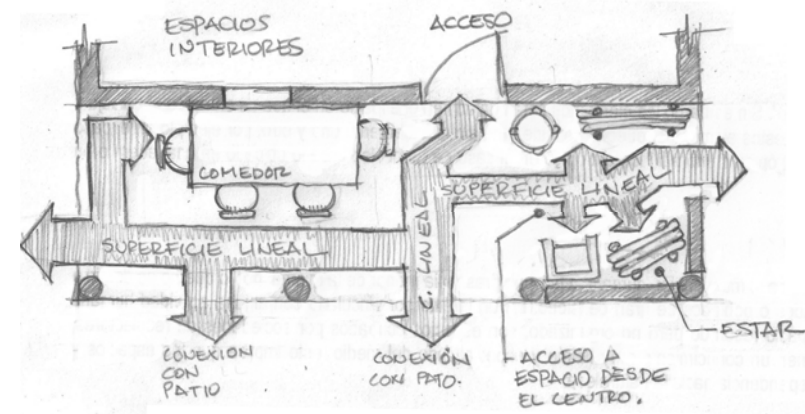 ESPACIOS
INTERIORES
ACCESO
COMEDOR
SUPERFICIE LINEAL
SUPERFICIE LINEAL
C. LINEAL
ESTAR
CONEXION
CON
PATIO
CONEXIÓN
CON PATO.
ACCESO A
ESPACIO DESDE
EL CENTRO.